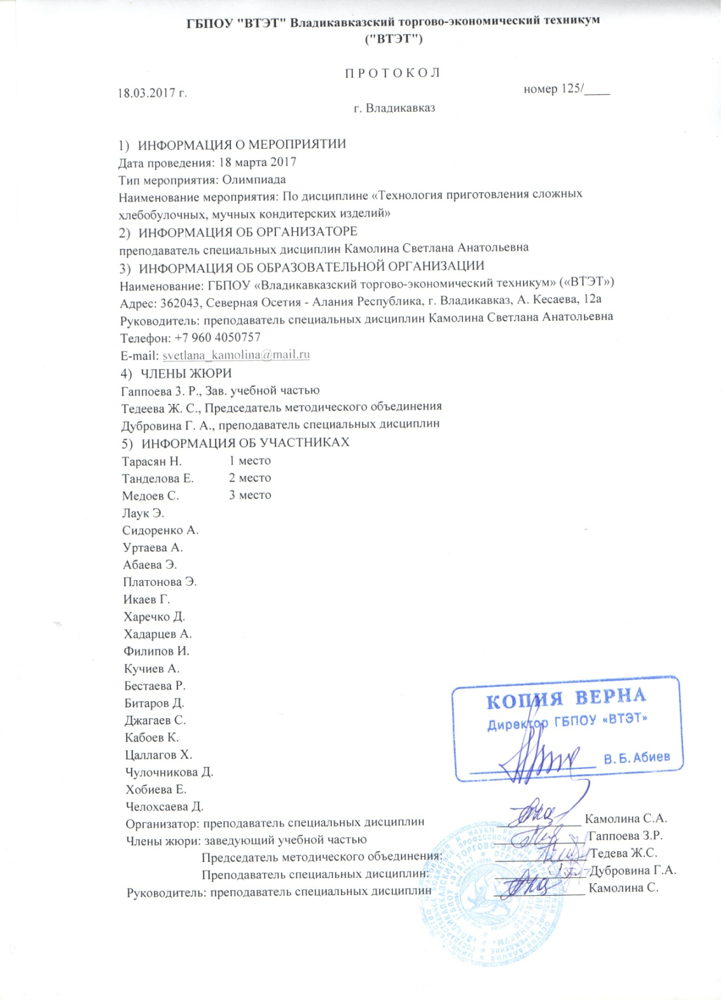 ГБПОУ "ВТЭТ" Владикавказский торгово-экономический техникум
("ВТЭТ")
П Р О Т О К О Л
18.03.2017 г.
номер 125/____
г. Владикавказ
1) ИНФОРМАЦИЯ О МЕРОПРИЯТИИ
Дата проведения: 18 марта 2017
Тип мероприятия: Олимпиада
Наименование мероприятия: По дисциплине «Технология приготовления сложных
хлебобулочных, мучных кондитерских изделий»
2) ИНФОРМАЦИЯ ОБ ОРГАНИЗАТОРЕ
преподаватель специальных дисциплин Камолина Светлана Анатольевна
3) ИНФОРМАЦИЯ ОБ ОБРАЗОВАТЕЛЬНОЙ ОРГАНИЗАЦИИ
Наименование: ГБПОУ «Владикавказский торгово-экономический техникум» («ВТЭТ»)
Адрес: 362043, Северная Осетия - Алания Республика, г. Владикавказ, А. Кесаева, 12а
Руководитель: преподаватель специальных дисциплин Камолина Светлана Анатольевна
Телефон: +7 960 4050757
E-mail: svetlana_kamolina@mail.ru
4) ЧЛЕНЫ ЖЮРИ
Гаппоева З. Р., Зав. учебной частью
Тедеева Ж. С., Председатель методического объединения
Дубровина Г. А., преподаватель специальных дисциплин
5) ИНФОРМАЦИЯ ОБ УЧАСТНИКАХ
Тарасян Н. 1 место
Танделова Е. 2 место
Медоев С. 3 место
Лаук Э.
Сидоренко А.
Уртаева А.
Абаева Э.
Платонова Э.
Икаев Г.
Харечко Д.
Хадарцев А.
Филипов И.
Кучиев А.
Бестаева Р.
Битаров Д.
Джагаев С.
Кабоев К.
Цаллагов Х.
Чулочникова Д.
Хобиева Е.
Челохсаева Д.
КОПИЯ ВЕРНА
Директор ГБПОУ «ВТЭТ»
В. Б. Абиев
Организатор: преподаватель специальных дисциплин Камолина С.А.
Члены жюри: заведующий учебной частью Гаппоева З.Р.
Председатель методического объединения: Тедева Ж.С.
Преподаватель специальных дисциплин: Дубровина Г.А.
Руководитель: преподаватель специальных дисциплин Камолина С.